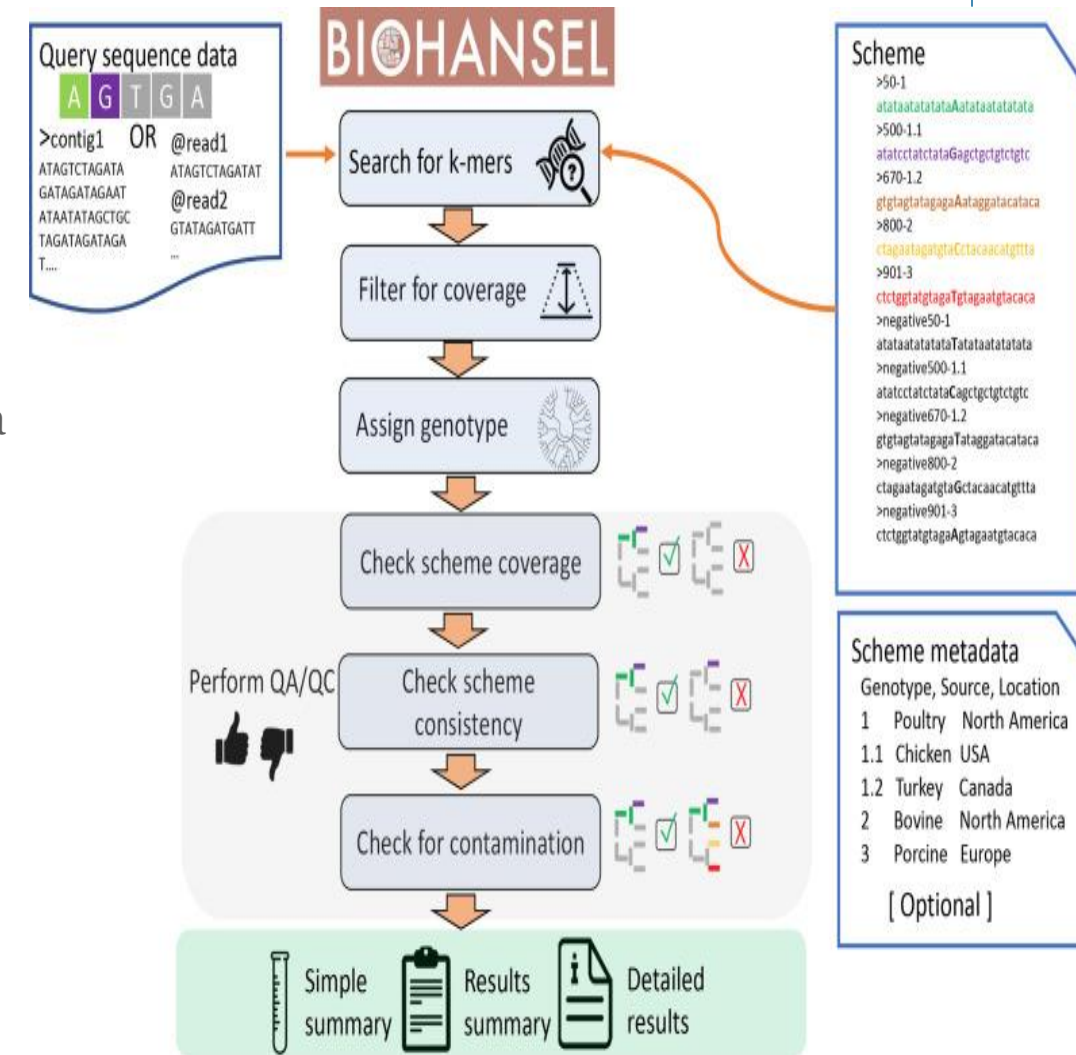 BIOHANSEL
Query sequence data
A G T G A
>contig1 OR @read1
ATAGTCTAGATA ATAGTCTAGATAT
GATAGATAGAAT @read2
ATAATATAGCTGC GTATAGATGATT
TAGATAGATAGA ...
T....
a
Search for k-mers
?
Filter for coverage
Assign genotype
Check scheme coverage
Perform QA/QC
Check scheme
consistency
Check for contamination
Simple
summary
Results
summary
i
Detailed
results
Scheme
>50-1
atataatatatataAatataatatatata
>500-1.1
atatcctatctataGagctgctgtctgtc
>670-1.2
gtgtagtatagagaAataggatacataca
>800-2
ctagaatagatgtaCctacaacatgttta
>901-3
ctctggtatgtagaTgtagaatgtacaca
>negative50-1
atataatatatataTatataatatatata
>negative500-1.1
atatcctatctataCagctgctgtctgtc
>negative670-1.2
gtgtagtatagagaTataggatacataca
>negative800-2
ctagaatagatgtaGctacaacatgttta
>negative901-3
ctctggtatgtagaAgtagaatgtacaca
Scheme metadata
Genotype, Source, Location
1 Poultry North America
1.1 Chicken USA
1.2 Turkey Canada
2 Bovine North America
3 Porcine Europe
[ Optional ]